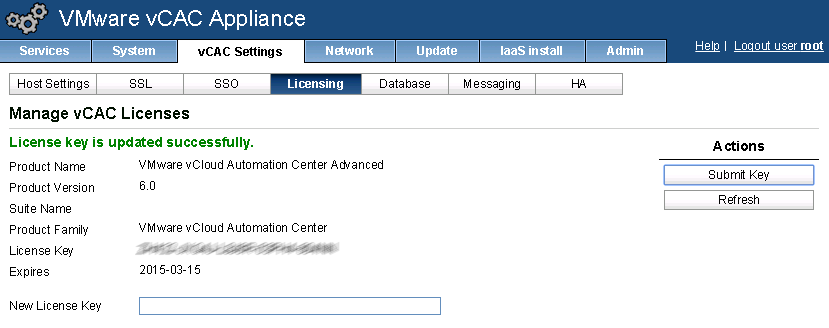 VMware vCAC Appliance
Services System vCAC Settings Network Update IaaS install Admin Help | Logout user root
Host Settings SSL SSO Licensing Database Messaging HA
Manage vCAC Licenses
License key is updated successfully.
Actions
Product Name VMware vCloud Automation Center Advanced
Submit Key
Product Version 6.0
Refresh
Suite Name
Product Family VMware vCloud Automation Center
License Key
Expires 2015-03-15
New License Key